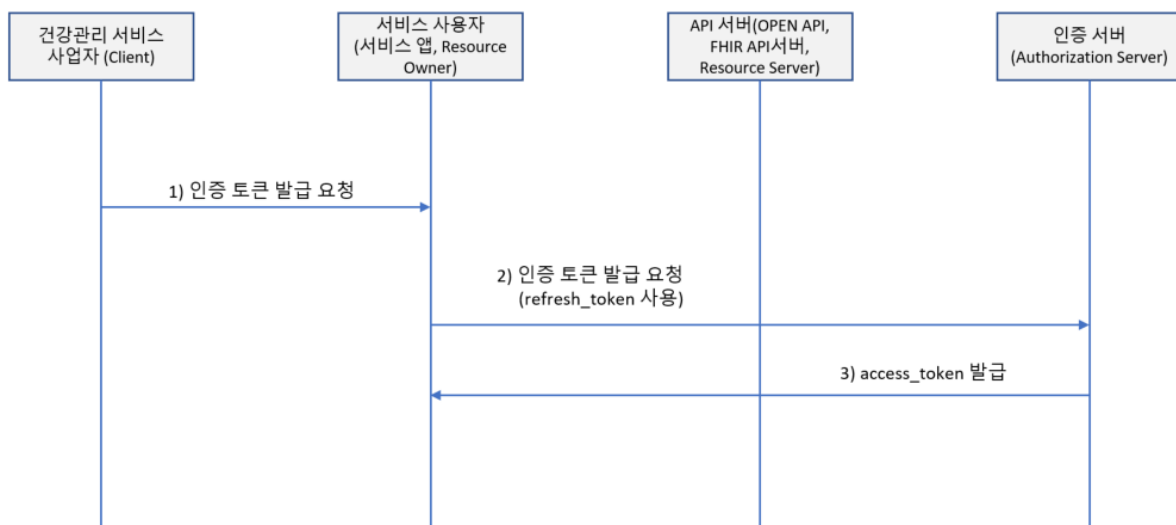 건강관리 서비스
사업자 (Client)
서비스 사용자
(서비스 앱, Resource
Owner)
API 서버(OPEN API,
FHIR API서버,
Resource Server)
인증 서버
(Authorization Server)
1) 인증 토큰 발급 요청
2) 인증 토큰 발급 요청
(refresh_token 사용)
3) access_token 발급